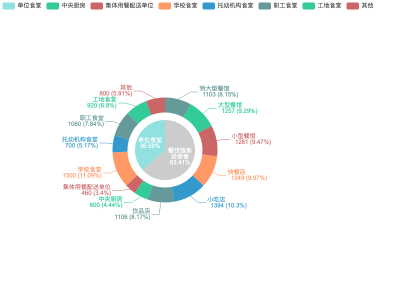 单位食堂 中央厨房 集体用餐配送单位 学校食堂 托幼机构食堂 职工食堂 工地食堂 其他
其他
800 (5.91%)
特大型餐馆
1103 (8.15%)
工地食堂
920 (6.8%)
大型餐馆
1257 (9.29%)
职工食堂
1060 (7.84%)
小型餐馆
1281 (9.47%)
托幼机构食堂
700 (5.17%)
单位食堂
36.59%
餐饮服务
经营者
63.41%
学校食堂
1500 (11.09%)
快餐店
1349 (9.97%)
集体用餐配送单位
460 (3.4%)
中央厨房
600 (4.44%)
小吃店
1394 (10.3%)
饮品店
1106 (8.17%)